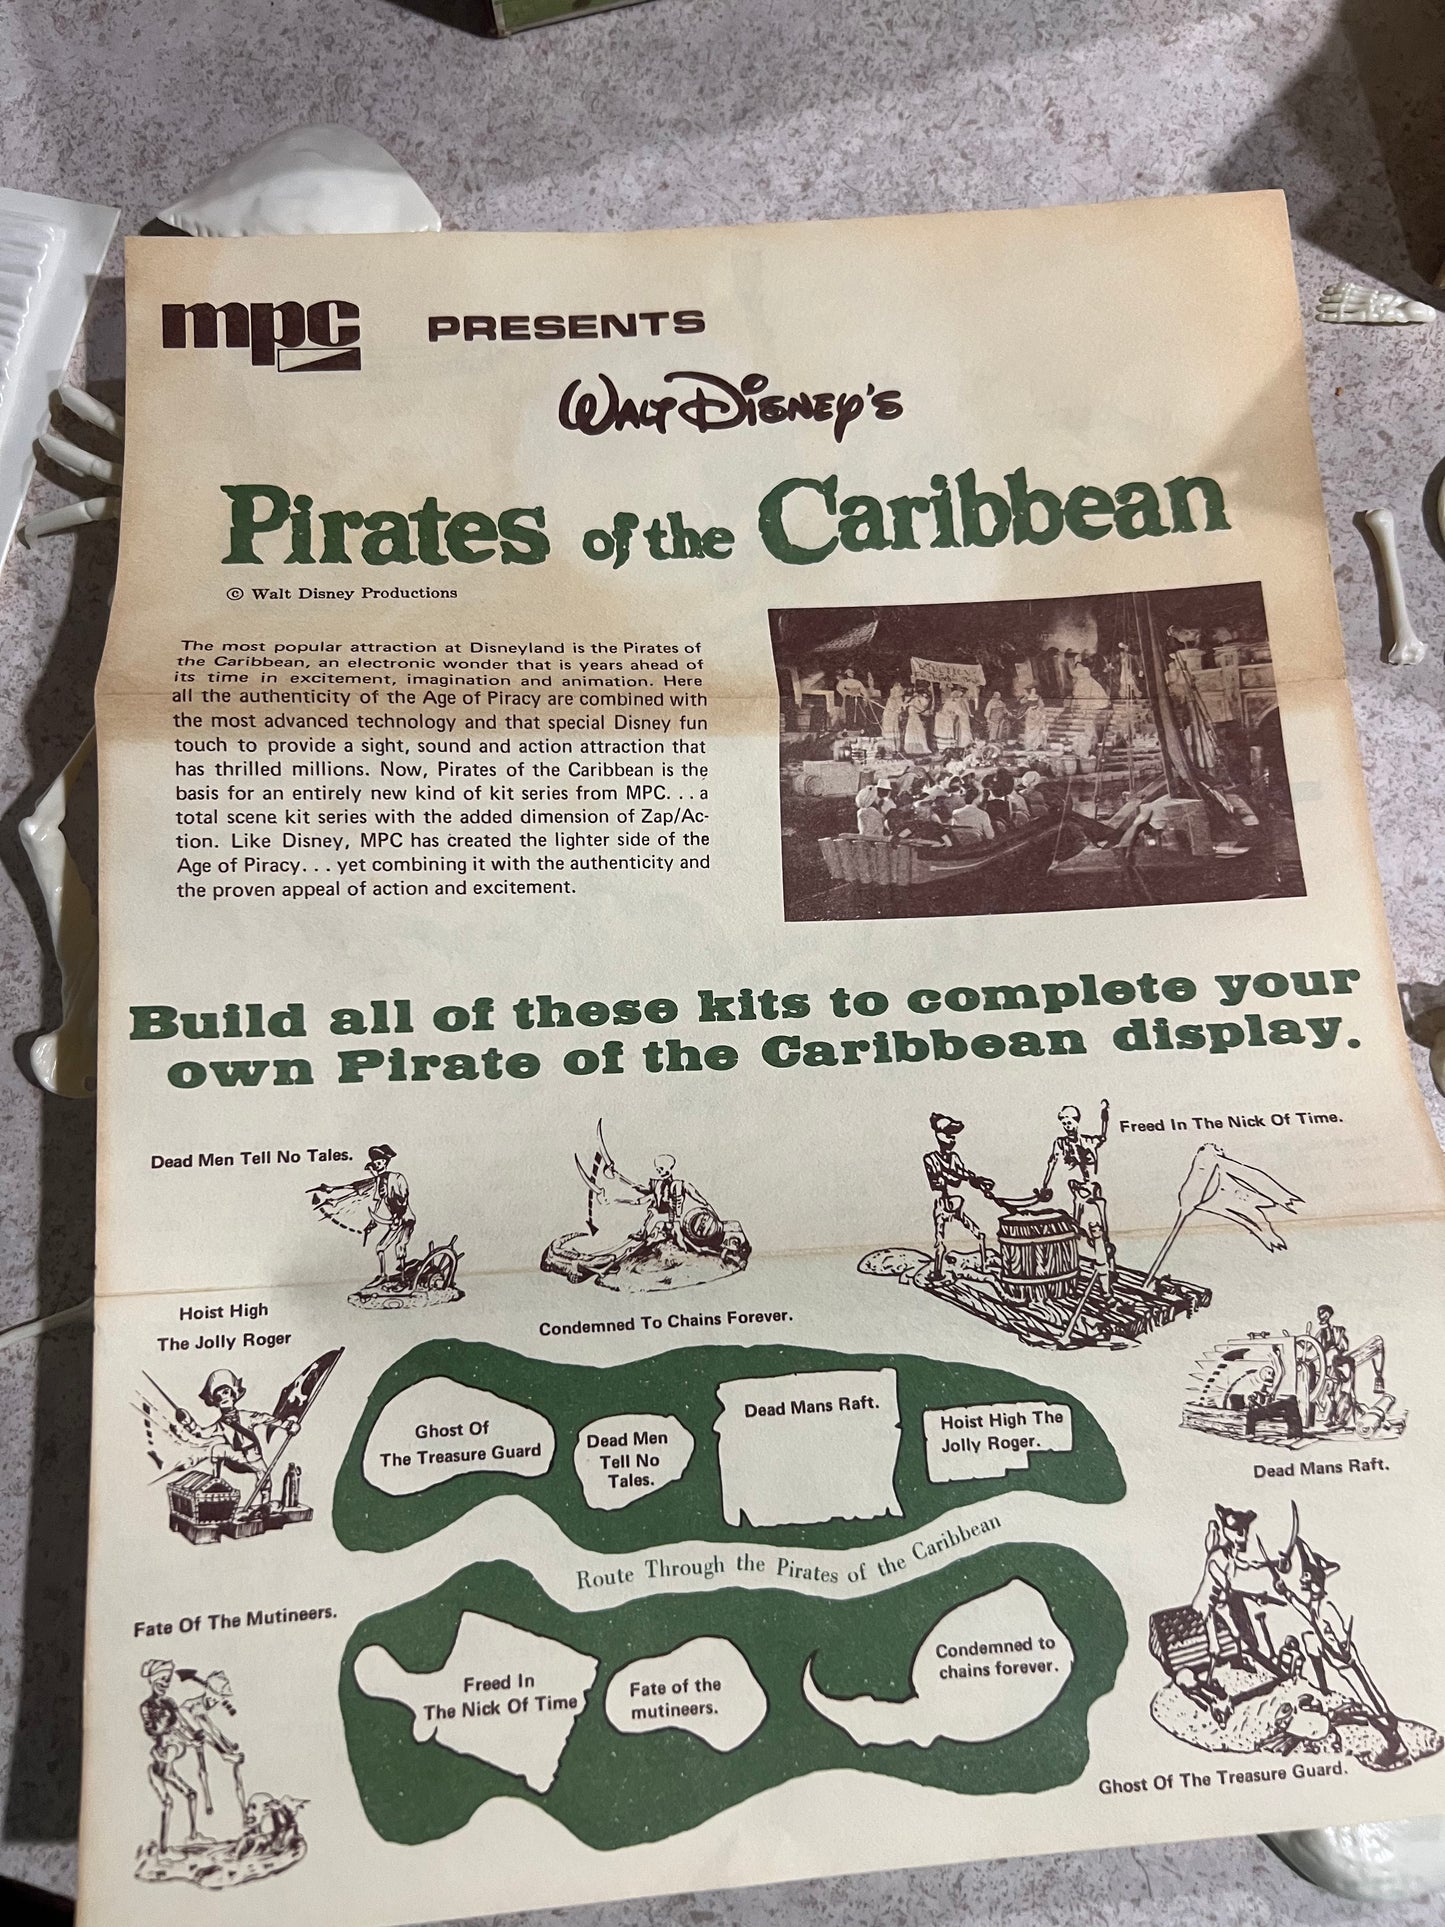 mpc PRESENTS
WALT DISNEY'S
Pirates of the Caribbean
© Walt Disney Productions
The most popular attraction at Disneyland is the Pirates of
the Caribbean, an electronic wonder that is years ahead of
its time in excitement, imagination and animation. Here
all the authenticity of the Age of Piracy are combined with
the most advanced technology and that special Disney fun
touch to provide a sight, sound and action attraction that
has thrilled millions. Now, Pirates of the Caribbean is the
basis for an entirely new kind of kit series from MPC. . . a
total scene kit series with the added dimension of Zap/Ac-
tion. Like Disney, MPC has created the lighter side of the
Age of Piracy. . . yet combining it with the authenticity and
the proven appeal of action and excitement.
Build all of these kits to complete your
own Pirate of the Caribbean display.
Dead Men Tell No Tales.
Freed In The Nick Of Time.
Hoist High
The Jolly Roger
Condemned To Chains Forever.
Ghost Of
The Treasure Guard
Dead Men
Tell No
Tales.
Dead Mans Raft.
Hoist High The
Jolly Roger.
Dead Mans Raft.
Route Through the Pirates of the Caribbean
Fate Of The Mutineers.
Freed In
The Nick Of Time
Fate of the
mutineers.
Condemned to
chains forever.
Ghost Of The Treasure Guard.